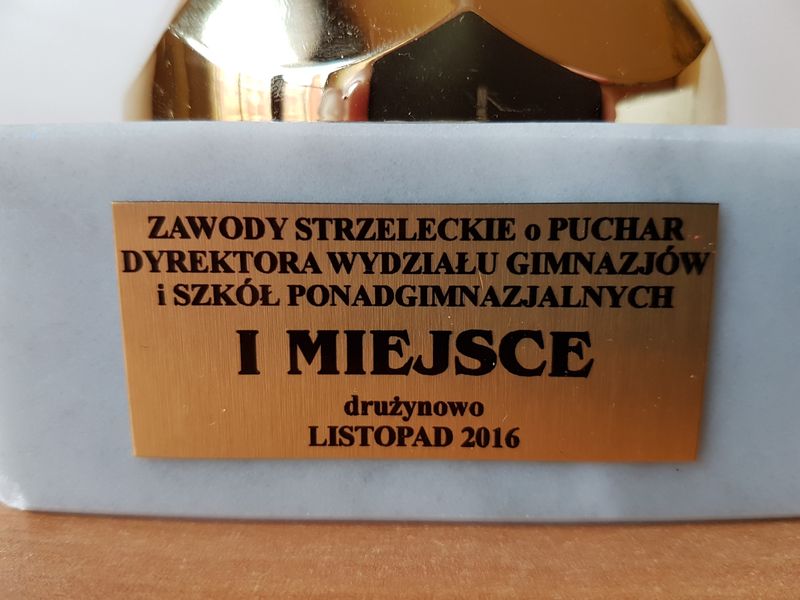 ZAWODY STRZELECKIE o PUCHAR
DYREKTORA WYDZIAŁU GIMNAZJÓW
i SZKÓŁ PONADGIMNAZJALNYCH
I MIEJSCE
drużynowo
LISTOPAD 2016